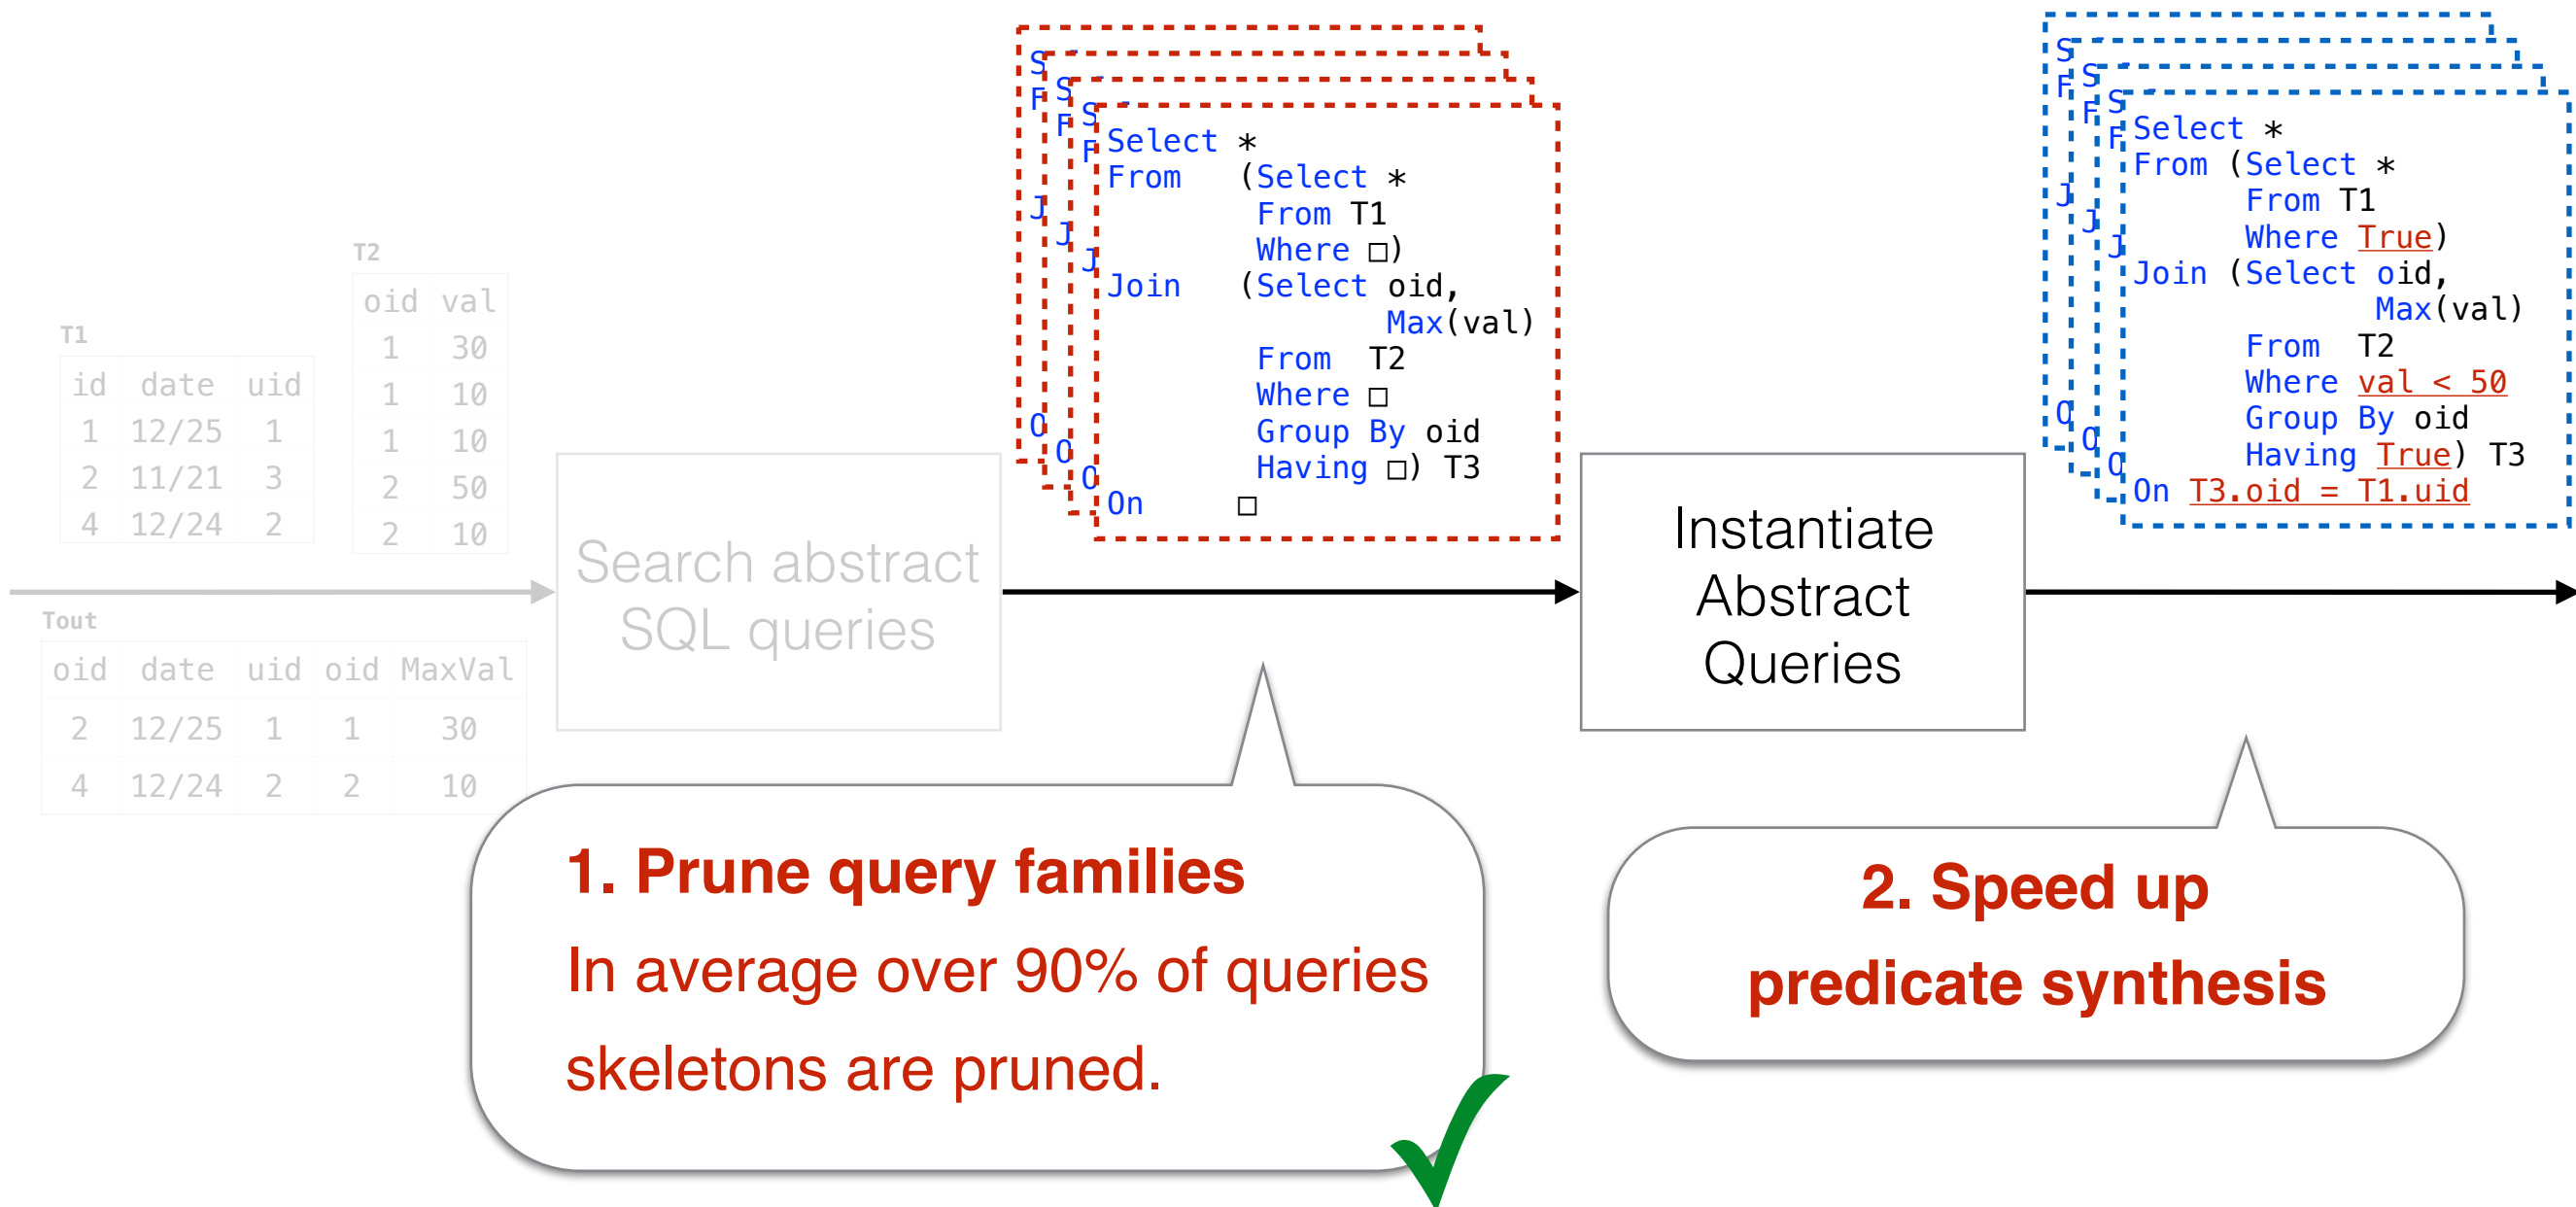 T1
id date uid
1 12/25 1
2 11/21 3
4 12/24 2
T2
oid val
1 30
1 10
1 10
2 50
2 10
Tout
oid date uid oid MaxVal
2 12/25 1 1 30
4 12/24 2 2 10
Search abstract
SQL queries
S
F
J
O
S
F
J
O
S
F
J
O
Select *
From (Select *
From T1
Where □)
Join (Select oid,
Max(val)
From T2
Where □
Group By oid
Having □) T3
On □
Instantiate
Abstract
Queries
S
F
J
O
S
F
J
O
S
F
J
O
Select *
From (Select *
From T1
Where True)
Join (Select oid,
Max(val)
From T2
Where val < 50
Group By oid
Having True) T3
On T3.oid = T1.uid
1. Prune query families
In average over 90% of queries
skeletons are pruned.
2. Speed up
predicate synthesis